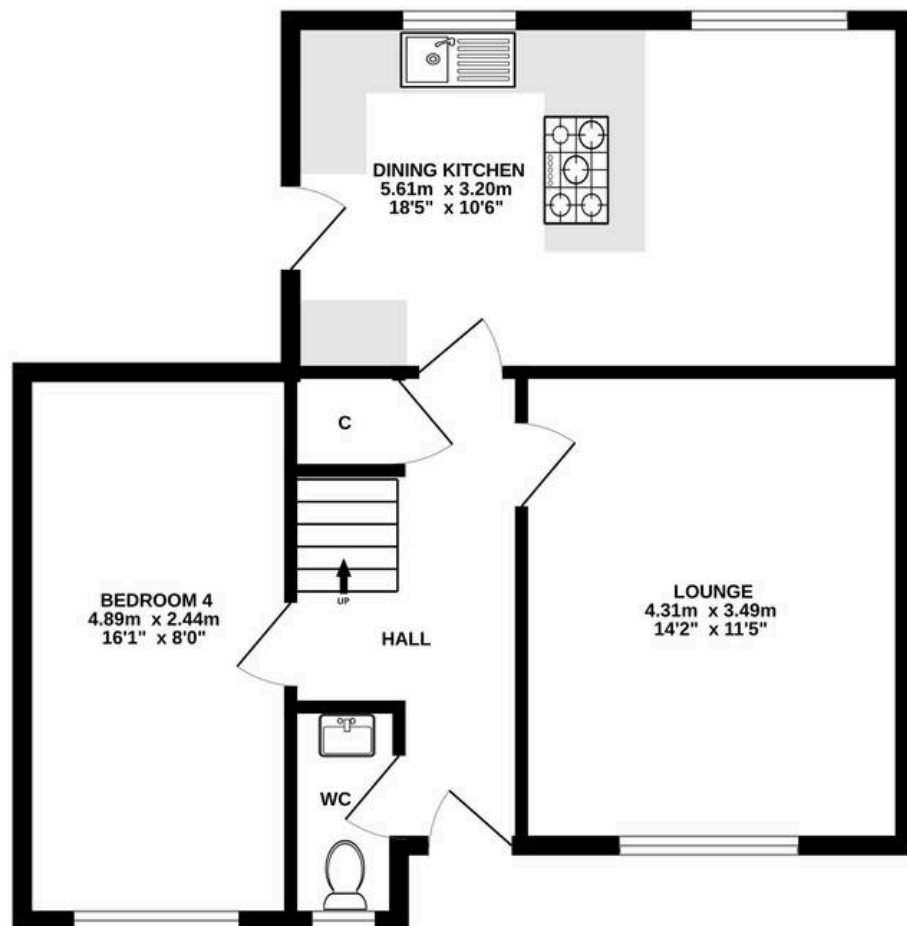 DINING KITCHEN
5.61m x 3.20m
18'5" x 10'6"
C
UP
HALL
BEDROOM 4
4.89m x 2.44m
16'1" x 8'0"
LOUNGE
4.31m x 3.49m
14'2" x 11'5"
WC